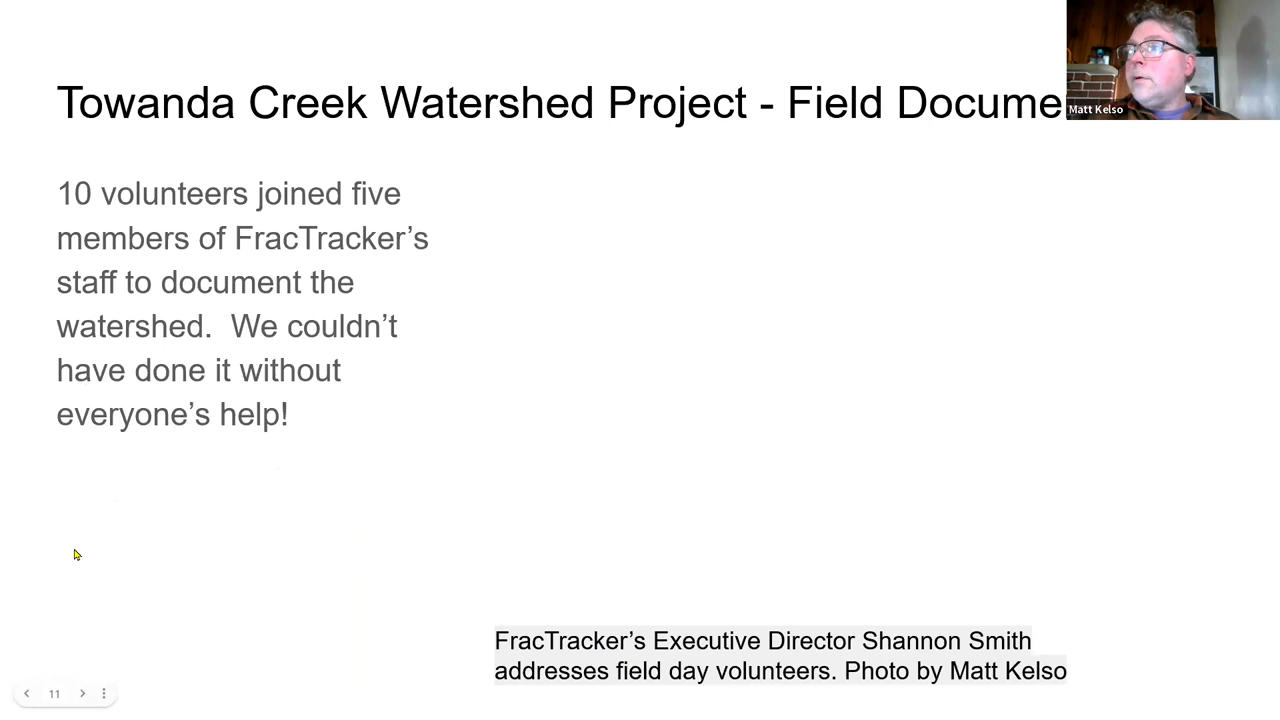 Towanda Creek Watershed Project - Field Docume
Matt Kelso
10 volunteers joined five
members of FracTracker’s
staff to document the
watershed.  We couldn’t
have done it without
everyone’s help!
FracTracker’s Executive Director Shannon Smith
addresses field day volunteers. Photo by Matt Kelso
11